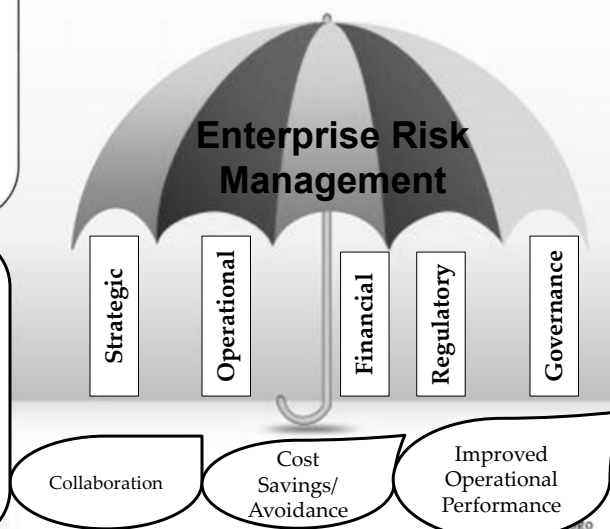 Enterprise Risk
Management
Strategic
Operational
Financial
Regulatory
Governance
Collaboration
Cost
Savings/
Avoidance
Improved
Operational
Performance